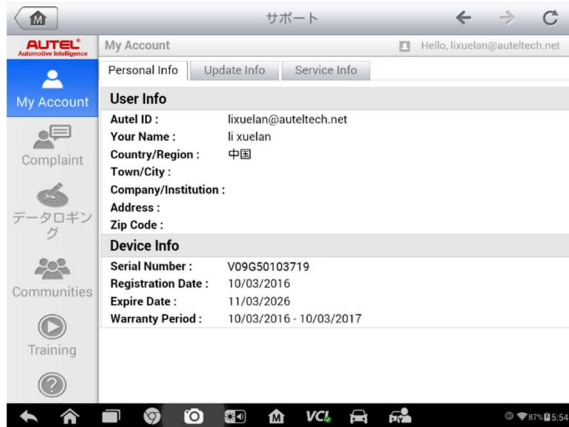 サポート
AUTEL
Automotive Intelligence
My Account
Hello, lixuelan@auteltech.net
Personal Info
Update Info
Service Info
My Account
User Info
Autel ID : lixuelan@auteltech.net
Your Name : li xuelan
Country/Region : 中国
Town/City :
Company/Institution :
Address :
Zip Code :
Device Info
Serial Number : V09G50103719
Registration Date : 10/03/2016
Expire Date : 11/03/2026
Warranty Period : 10/03/2016 - 10/03/2017
Complaint
データロギン
グ
Communities
Training
VCI
87% 5:54